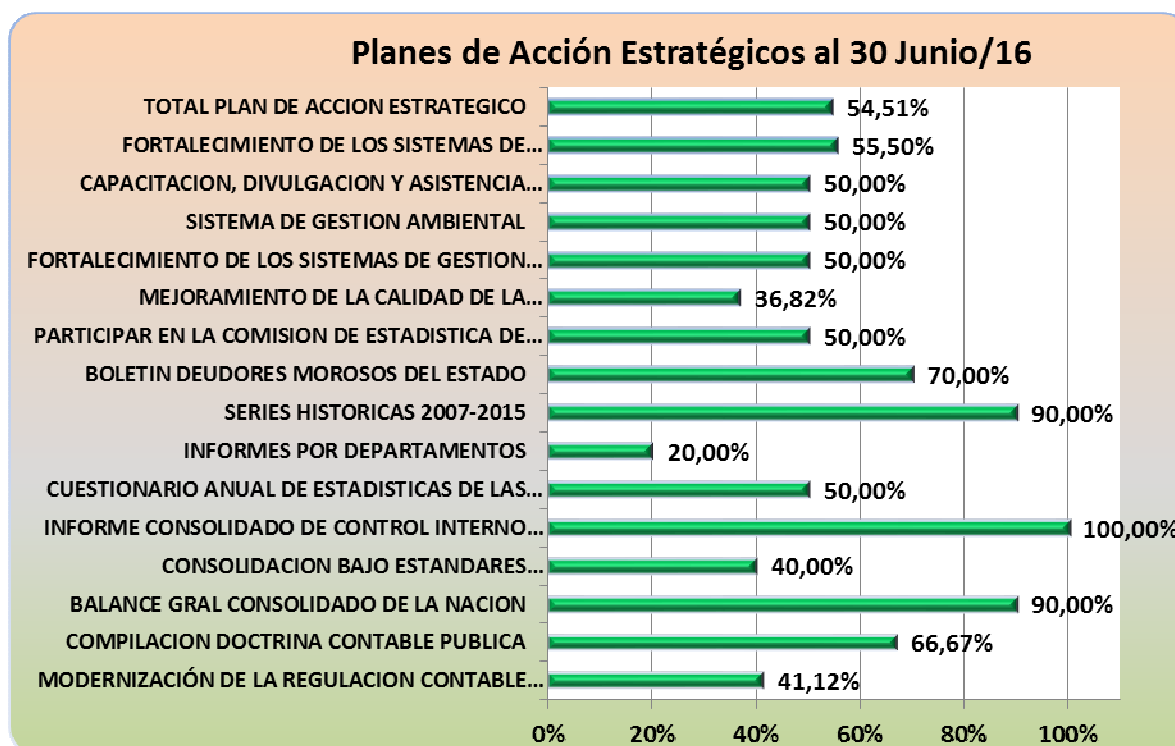 Planes de Acción Estratégicos al 30 Junio/16
TOTAL PLAN DE ACCION ESTRATEGICO 54,51%
FORTALECIMIENTO DE LOS SISTEMAS DE... 55,50%
CAPACITACION, DIVULGACION Y ASISTENCIA... 50,00%
SISTEMA DE GESTION AMBIENTAL 50,00%
FORTALECIMIENTO DE LOS SISTEMAS DE GESTION... 50,00%
MEJORAMIENTO DE LA CALIDAD DE LA... 36,82%
PARTICIPAR EN LA COMISION DE ESTADISTICA DE... 50,00%
BOLETIN DEUDORES MOROSOS DEL ESTADO 70,00%
SERIES HISTORICAS 2007-2015 90,00%
INFORMES POR DEPARTAMENTOS 20,00%
CUESTIONARIO ANUAL DE ESTADISTICAS DE LAS... 50,00%
INFORME CONSOLIDADO DE CONTROL INTERNO... 100,00%
CONSOLIDACION BAJO ESTANDARES... 40,00%
BALANCE GRAL CONSOLIDADO DE LA NACION 90,00%
COMPILACION DOCTRINA CONTABLE PUBLICA 66,67%
MODERNIZACIÓN DE LA REGULACION CONTABLE... 41,12%
0% 20% 40% 60% 80% 100%